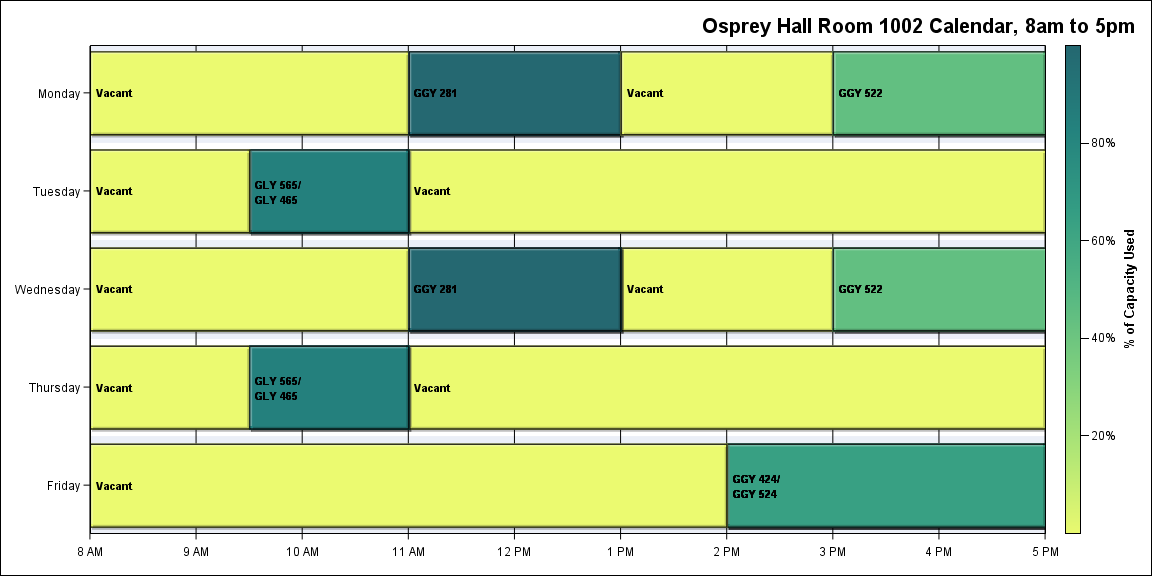 Osprey Hall Room 1002 Calendar, 8am to 5pm
Monday
Vacant
GGY 281
Vacant
GGY 522
Tuesday
Vacant
GLY 565/
GLY 465
Vacant
Wednesday
Vacant
GGY 281
Vacant
GGY 522
Thursday
Vacant
GLY 565/
GLY 465
Vacant
Friday
Vacant
GGY 424/
GGY 524
8 AM
9 AM
10 AM
11 AM
12 PM
1 PM
2 PM
3 PM
4 PM
5 PM
80%
60%
40%
20%
% of Capacity Used